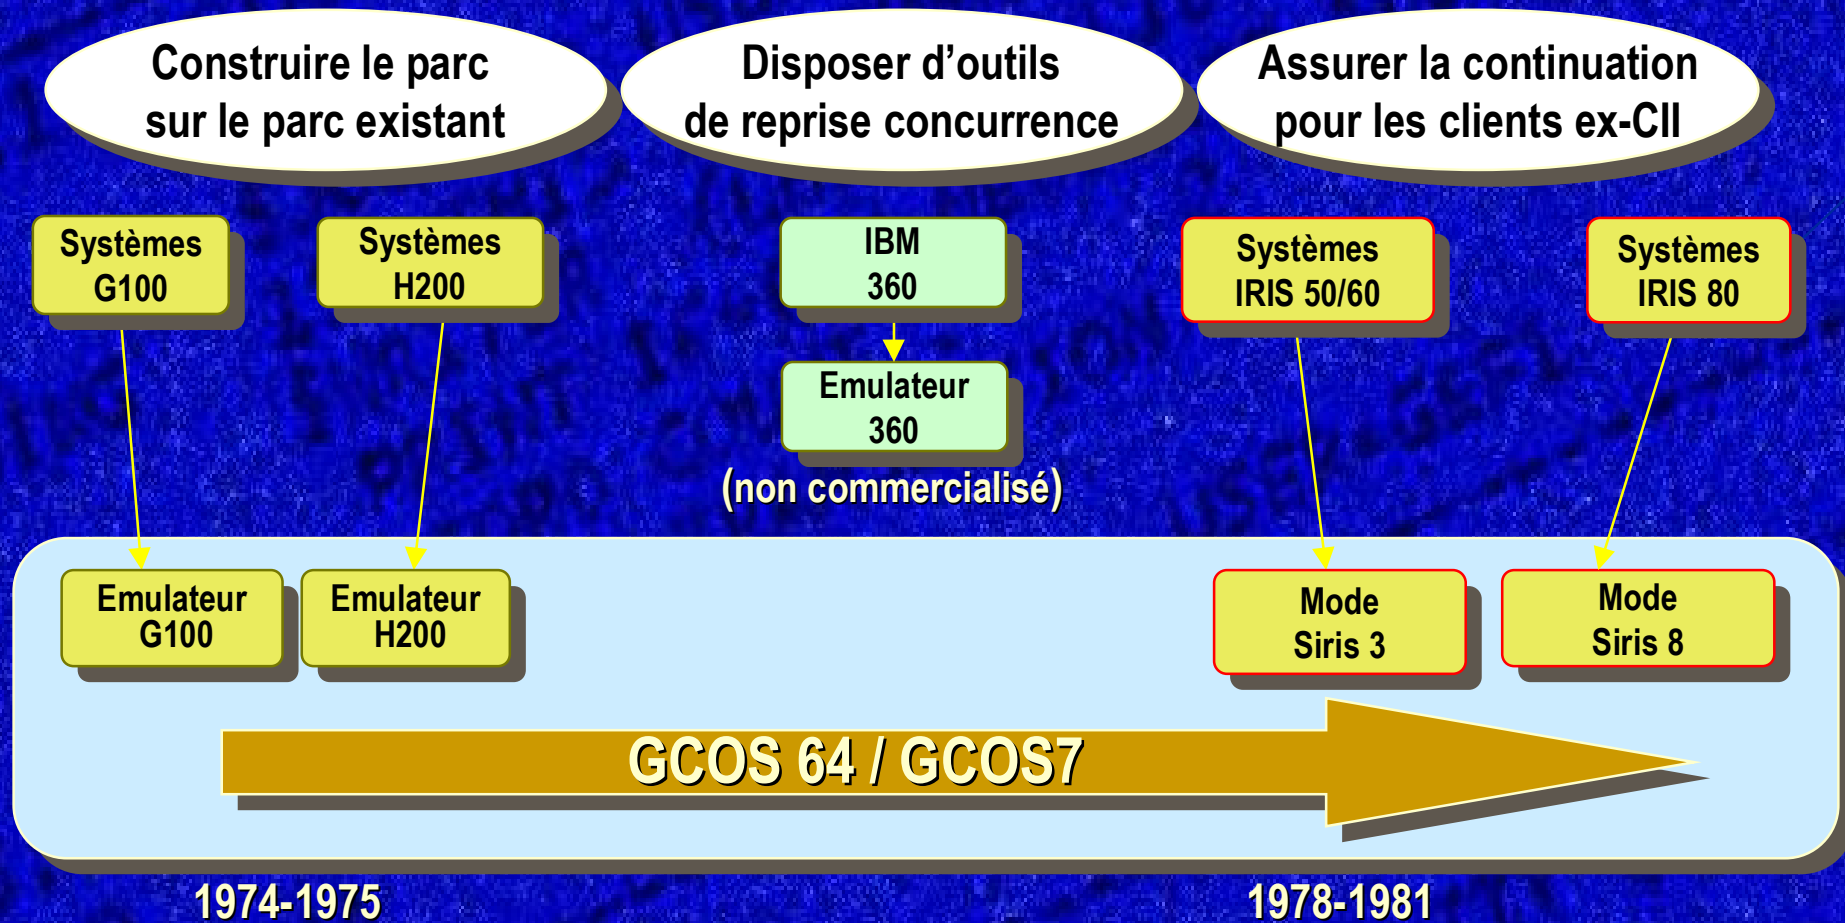 Construire le parc
sur le parc existant
Disposer d’outils
de reprise concurrence
Assurer la continuation
pour les clients ex-CII
Systèmes
G100
Systèmes
H200
IBM
360
Systèmes
IRIS 50/60
Systèmes
IRIS 80
Emulateur
360
(non commercialisé)
Emulateur
G100
Emulateur
H200
Mode
Siris 3
Mode
Siris 8
GCOS 64 / GCOS7
1974-1975
1978-1981